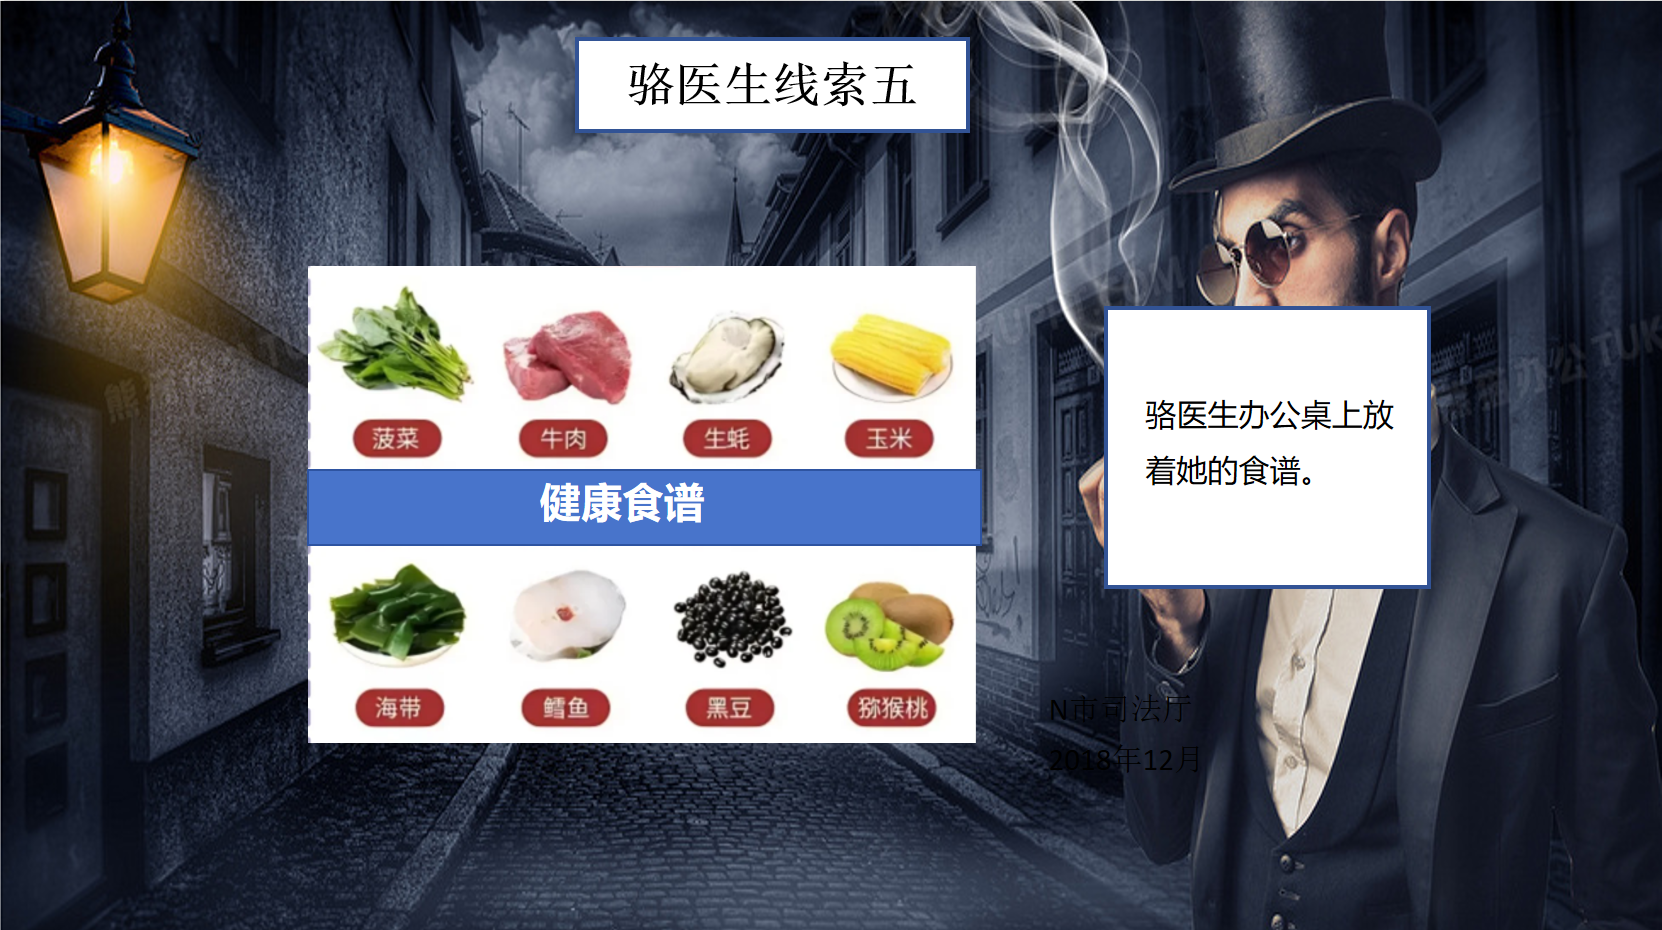 骆医生线索五
菠菜
牛肉
生蚝
玉米
健康食谱
海带
鳕鱼
黑豆
猕猴桃
骆医生办公桌上放
着她的食谱。
N市司法厅
2018年12月